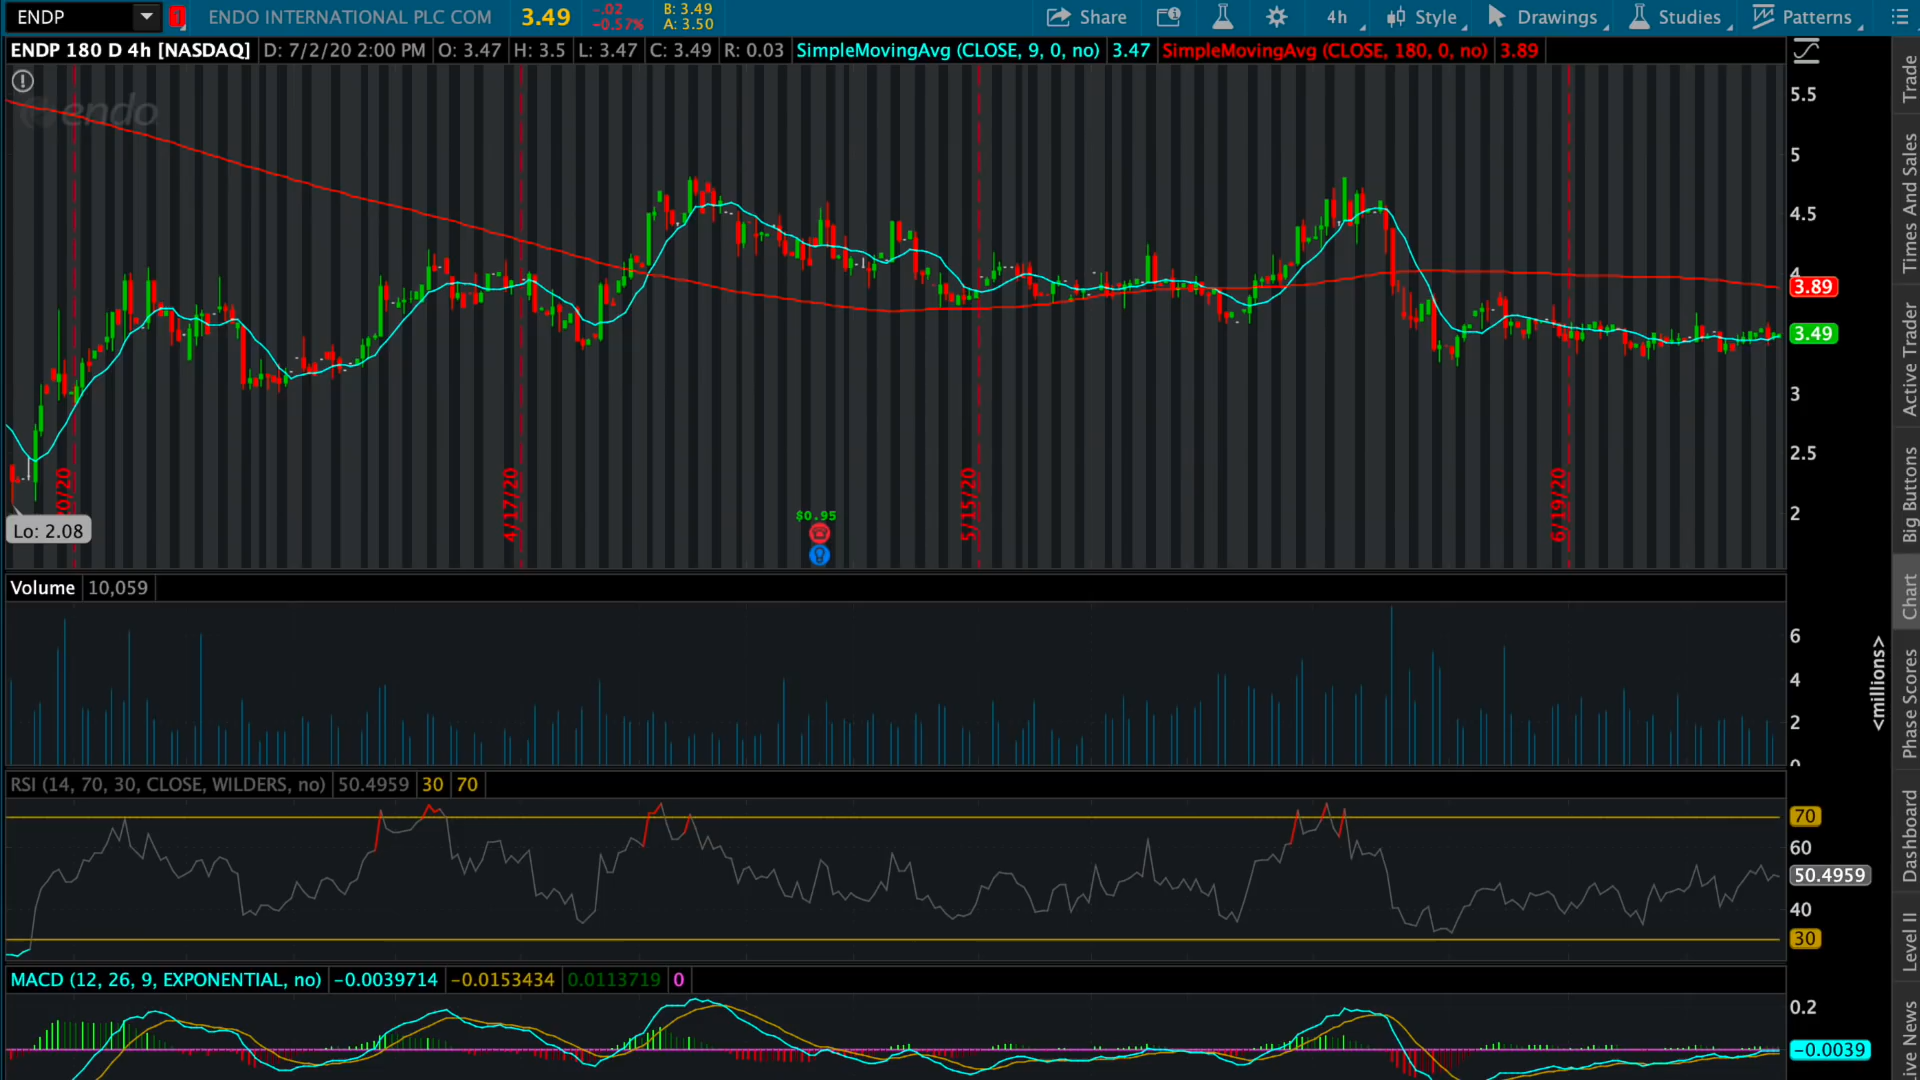 ENDP ENDO INTERNATIONAL PLC COM 3.49 -.02 -0.57% B: 3.49 A: 3.50 Share 4h Style Drawings Studies Patterns
ENDP 180 D 4h [NASDAQ] D: 7/2/20 2:00 PM O: 3.47 H: 3.5 L: 3.47 C: 3.49 R: 0.03 SimpleMovingAvg (CLOSE, 9, 0, no) 3.47 SimpleMovingAvg (CLOSE, 180, 0, no) 3.89
endo
5.5
5
4.5
4
3.89
3.49
3
2.5
2
Lo: 2.08
4/17/20
5/15/20
6/19/20
$0.95
Volume 10,059
6
4
2
0
<millions>
RSI (14, 70, 30, CLOSE, WILDERS, no) 50.4959 30 70
70
60
50.4959
40
30
MACD (12, 26, 9, EXPONENTIAL, no) -0.0039714 -0.0153434 0.0113719 0
0.2
-0.0039
Trade
Times And Sales
Active Trader
Big Buttons
Chart
Phase Scores
Dashboard
Level II
News